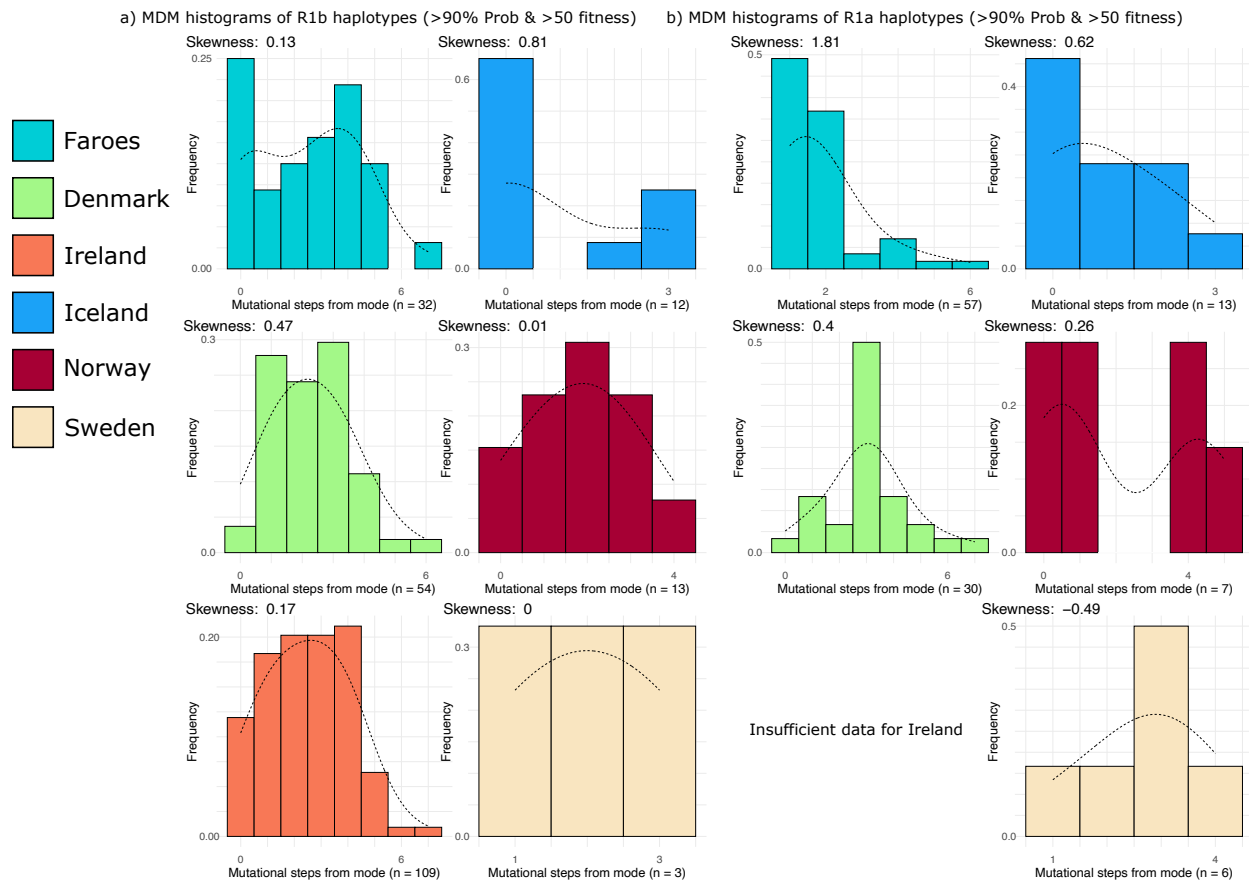 a) MDM histograms of R1b haplotypes (>90% Prob & >50 fitness)
b) MDM histograms of R1a haplotypes (>90% Prob & >50 fitness)
Faroes
Denmark
Ireland
Iceland
Norway
Sweden
Skewness: 0.13
0.25
Frequency
0.00
0 6
Mutational steps from mode (n = 32)
Skewness: 0.81
0.6
Frequency
0.0
0 3
Mutational steps from mode (n = 12)
Skewness: 1.81
0.5
Frequency
0.0
2 6
Mutational steps from mode (n = 57)
Skewness: 0.62
0.4
Frequency
0.0
0 3
Mutational steps from mode (n = 13)
Skewness: 0.47
0.3
Frequency
0.0
0 6
Mutational steps from mode (n = 54)
Skewness: 0.01
0.3
Frequency
0.0
0 4
Mutational steps from mode (n = 13)
Skewness: 0.4
0.5
Frequency
0.0
0 6
Mutational steps from mode (n = 30)
Skewness: 0.26
0.2
Frequency
0.0
0 4
Mutational steps from mode (n = 7)
Skewness: 0.17
0.20
Frequency
0.00
0 6
Mutational steps from mode (n = 109)
Skewness: 0
0.3
Frequency
0.0
1 3
Mutational steps from mode (n = 3)
Insufficient data for Ireland
Skewness: −0.49
0.5
Frequency
0.0
1 4
Mutational steps from mode (n = 6)